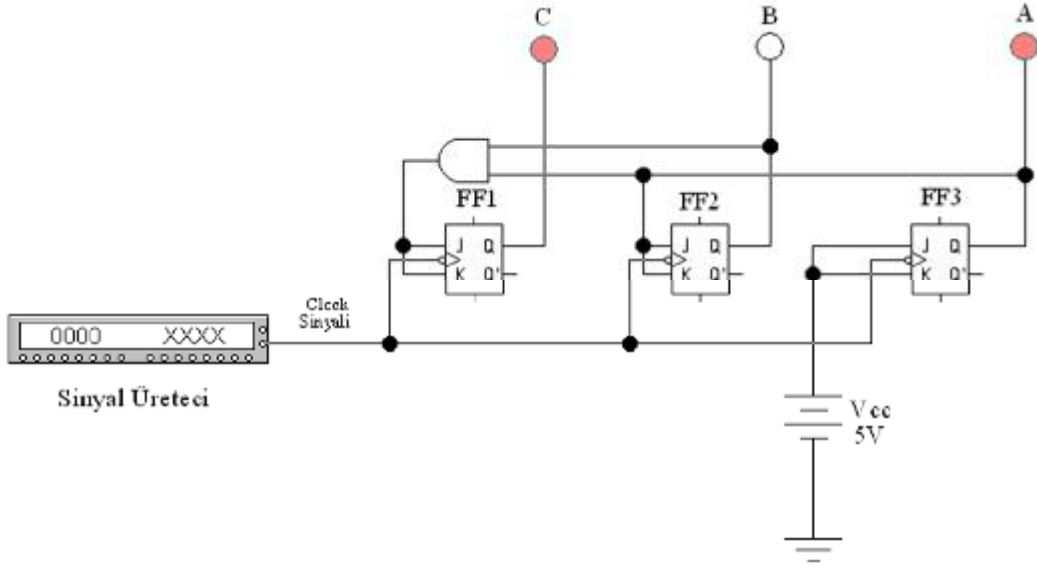 C
B
A
FF1
FF2
FF3
J Q
K Q'
J Q
K Q'
J Q
K Q'
Clock
Sinyali
0000 XXXX
Sinyal Üreteci
Vcc
5V